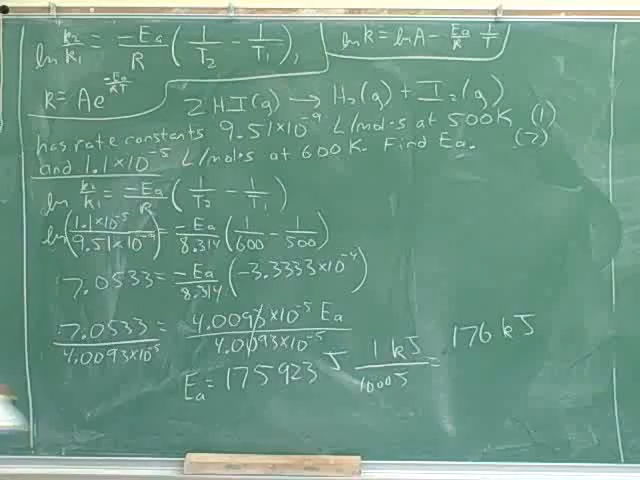 ln k2/k1 = -Ea/R (1/T2 - 1/T1), ln k = ln A - Ea/R 1/T
k = Ae^(-Ea/RT)
2HI(g) → H2(g) + I2(g)
has rate constants 9.51×10^-9 L/mol·s at 500K (1)
and 1.1×10^-5 L/mol·s at 600K. Find Ea. (2)
ln k2/k1 = -Ea/R (1/T2 - 1/T1)
ln(1.1×10^-5/9.51×10^-9) = -Ea/8.314 (1/600 - 1/500)
7.0533 = -Ea/8.314 (-3.3333×10^-4)
7.0533/4.0093×10^-5 = 4.0093×10^-5 Ea/4.0093×10^-5
Ea = 175923 J 1 kJ/1000J = 176 kJ